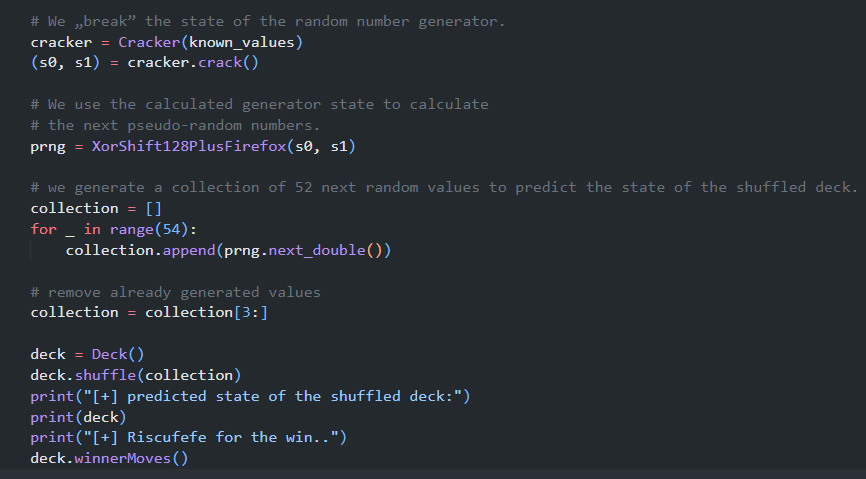 # We „break” the state of the random number generator.
cracker = Cracker(known_values)
(s0, s1) = cracker.crack()
# We use the calculated generator state to calculate
# the next pseudo-random numbers.
prng = XorShift128PlusFirefox(s0, s1)
# we generate a collection of 52 next random values to predict the state of the shuffled deck.
collection = []
for _ in range(54):
    collection.append(prng.next_double())
# remove already generated values
collection = collection[3:]
deck = Deck()
deck.shuffle(collection)
print("[+] predicted state of the shuffled deck:")
print(deck)
print("[+] Riscufefe for the win..")
deck.winnerMoves()